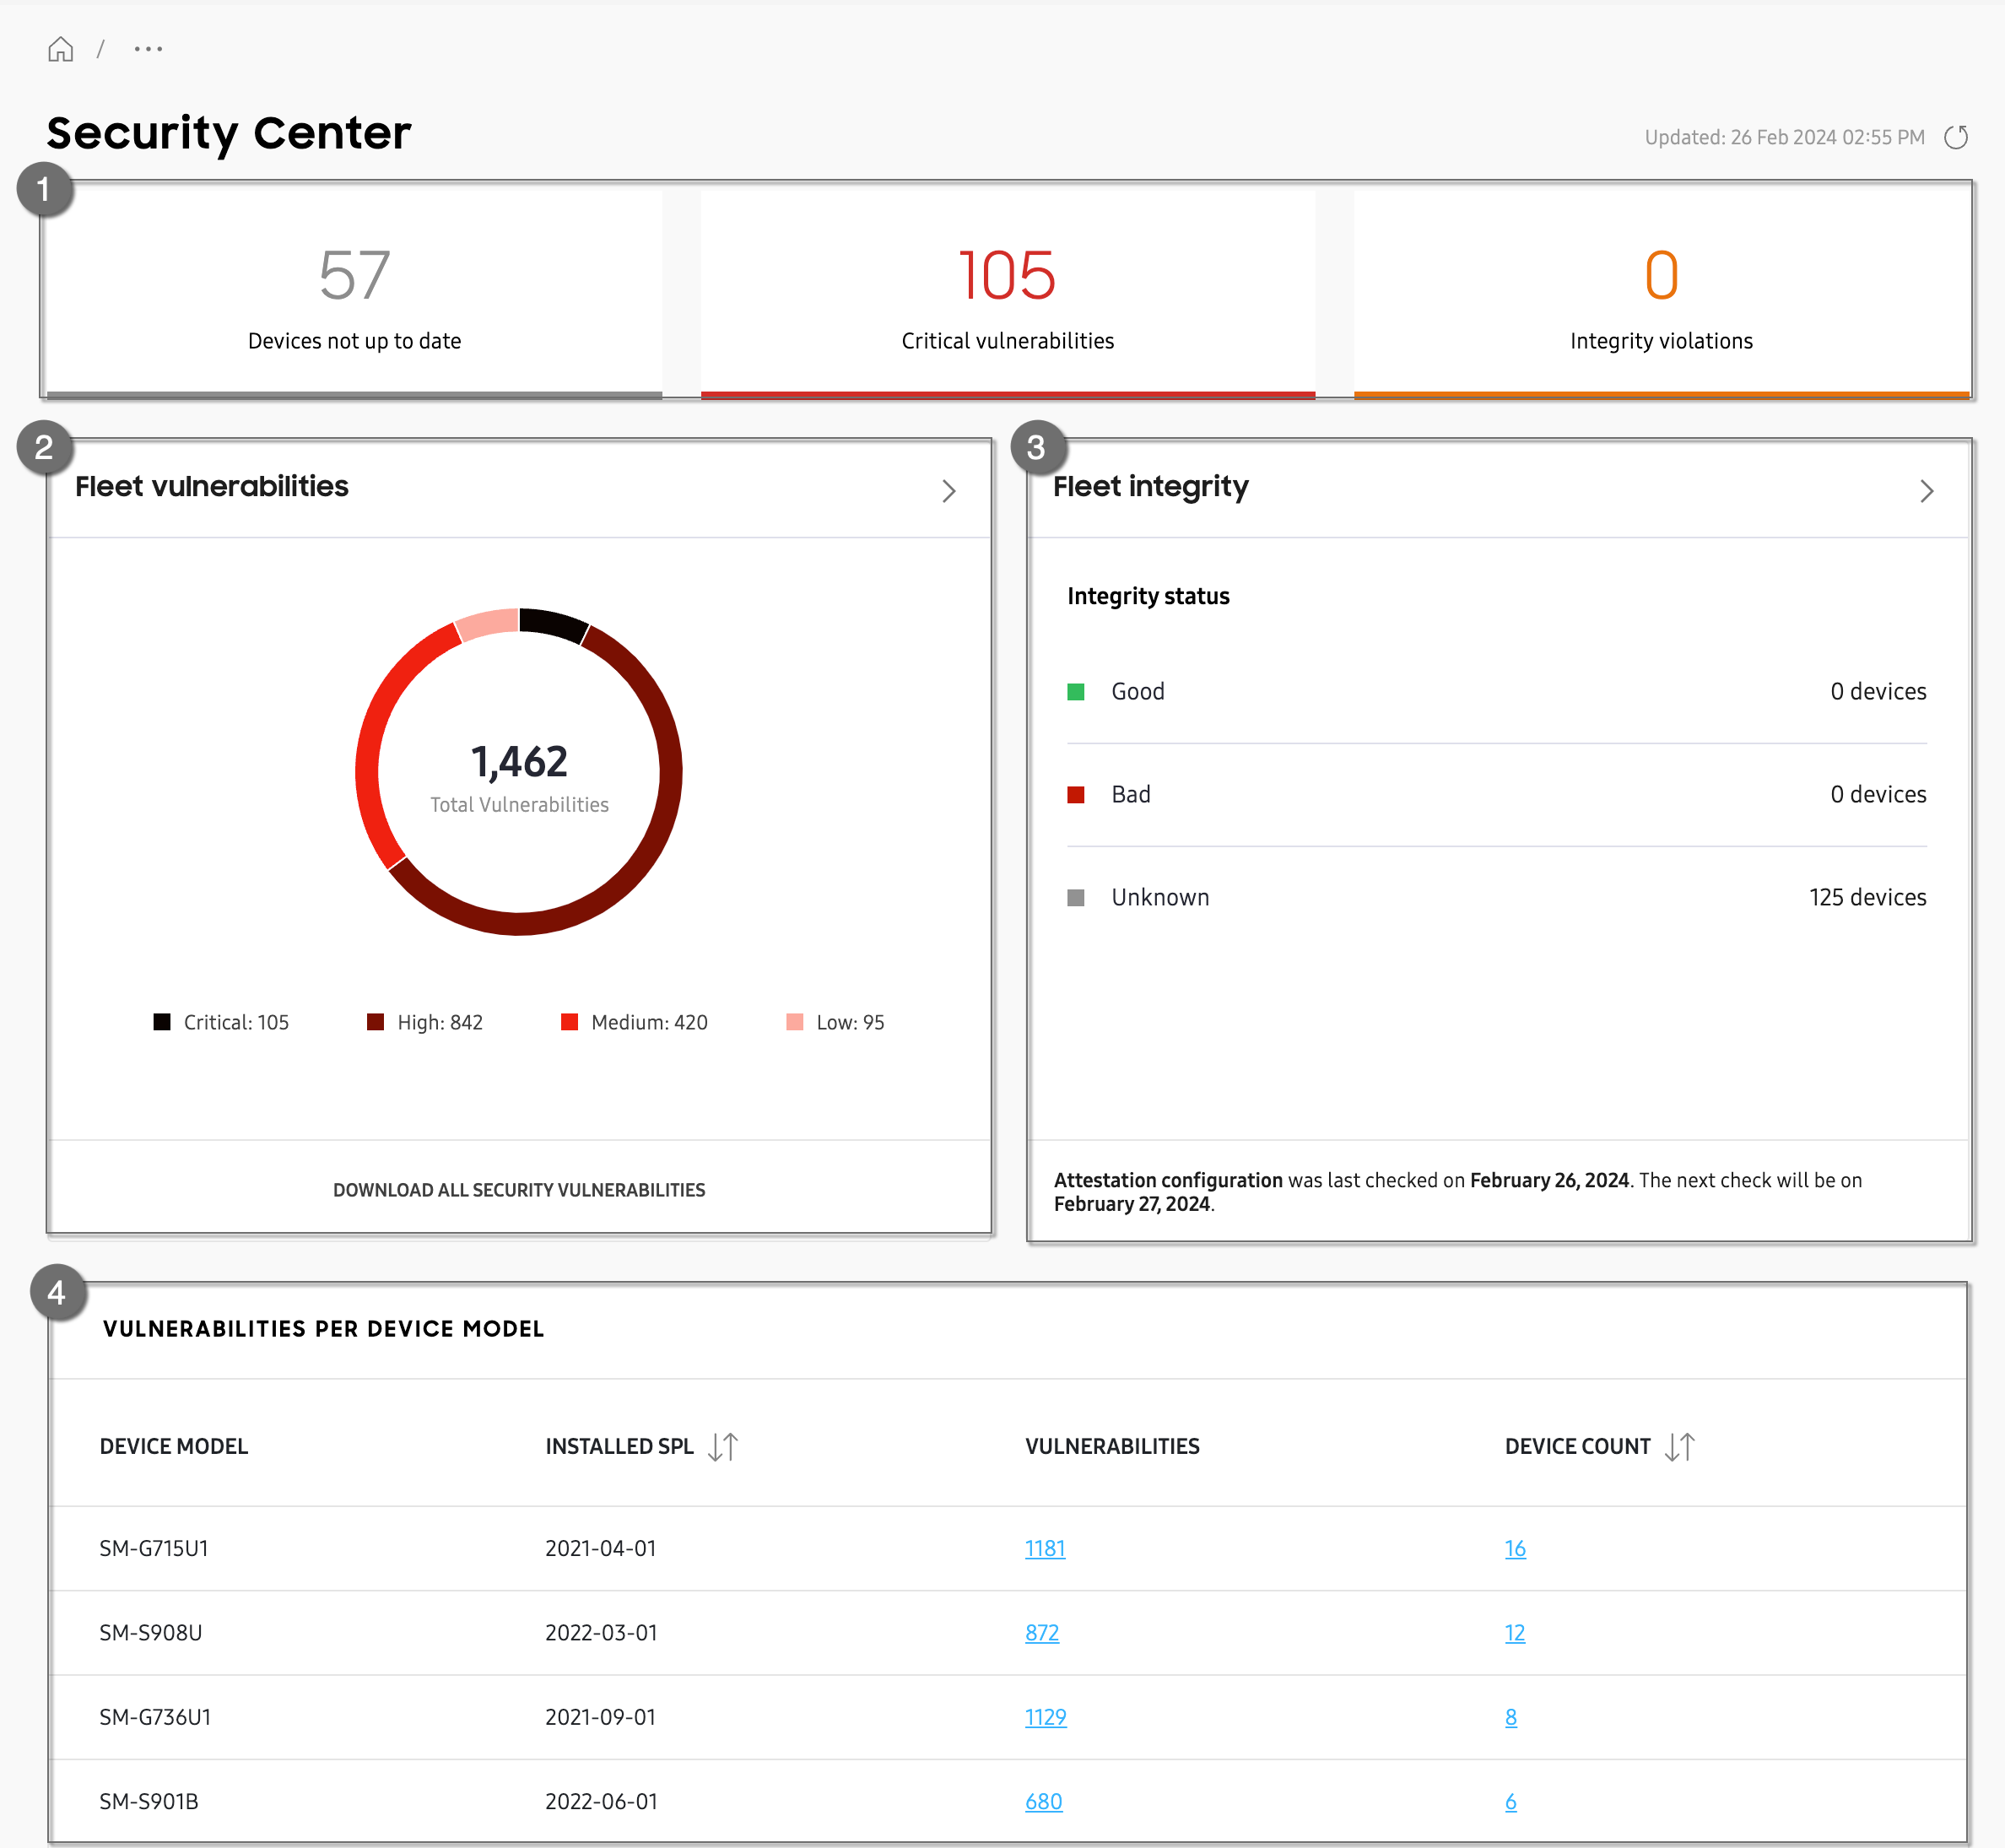 / ...
Security Center
Updated: 26 Feb 2024 02:55 PM
1
57
Devices not up to date
105
Critical vulnerabilities
0
Integrity violations
2
Fleet vulnerabilities
1,462
Total Vulnerabilities
Critical: 105
High: 842
Medium: 420
Low: 95
DOWNLOAD ALL SECURITY VULNERABILITIES
3
Fleet integrity
Integrity status
Good 0 devices
Bad 0 devices
Unknown 125 devices
Attestation configuration was last checked on February 26, 2024. The next check will be on
February 27, 2024.
4
VULNERABILITIES PER DEVICE MODEL
DEVICE MODEL INSTALLED SPL VULNERABILITIES DEVICE COUNT
SM-G715U1 2021-04-01 1181 16
SM-S908U 2022-03-01 872 12
SM-G736U1 2021-09-01 1129 8
SM-S901B 2022-06-01 680 6